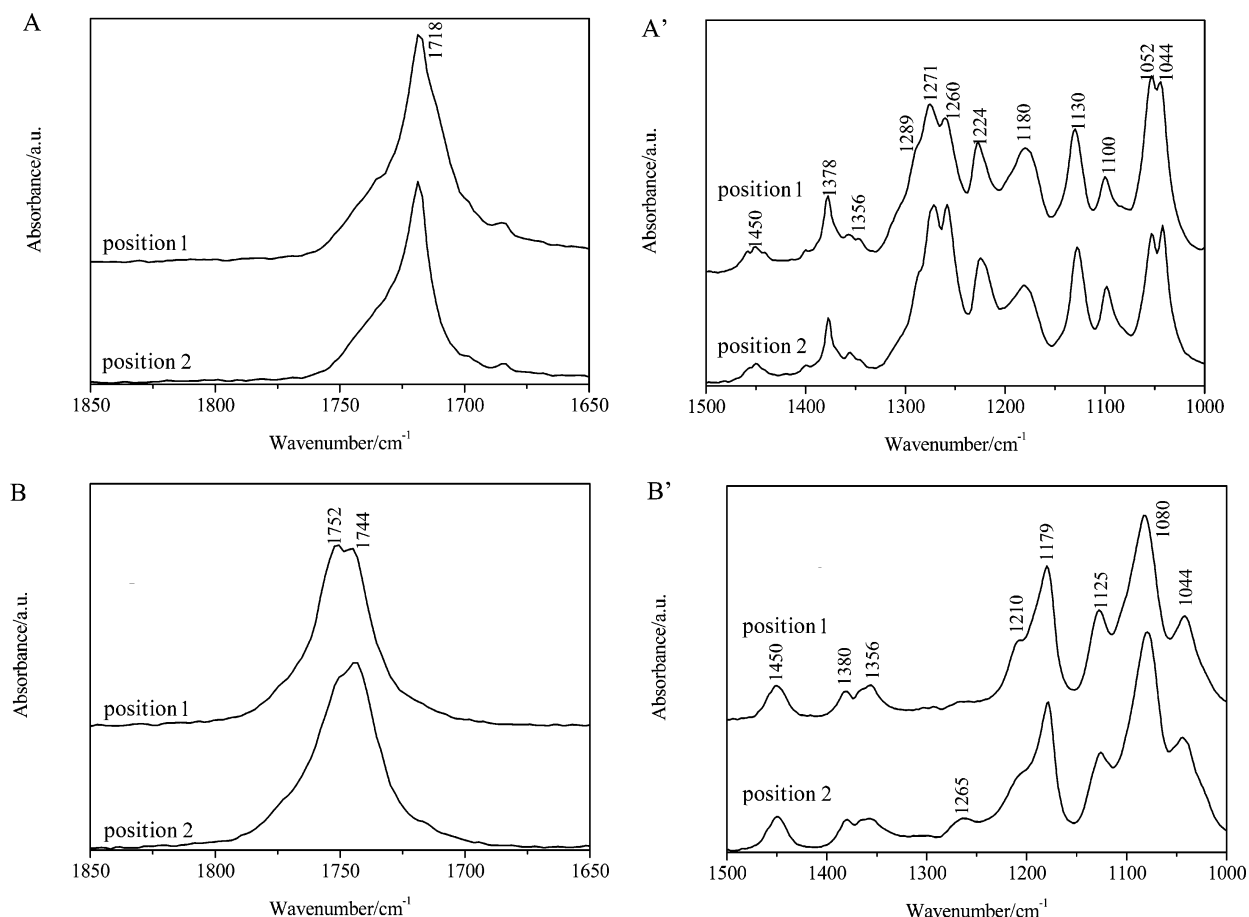 A
1718
position 1
position 2
Absorbance/a.u.
1850 1800 1750 1700 1650
Wavenumber/cm-1
A’
1450
1378
1356
1289
1271
1260
1224
1180
1130
1100
1052
1044
position 1
position 2
Absorbance/a.u.
1500 1400 1300 1200 1100 1000
Wavenumber/cm-1
B
1752
1744
position 1
position 2
Absorbance/a.u.
1850 1800 1750 1700 1650
Wavenumber/cm-1
B’
1450
1380
1356
1210
1179
1125
1080
1044
position 1
position 2
1265
Absorbance/a.u.
1500 1400 1300 1200 1100 1000
Wavenumber/cm-1